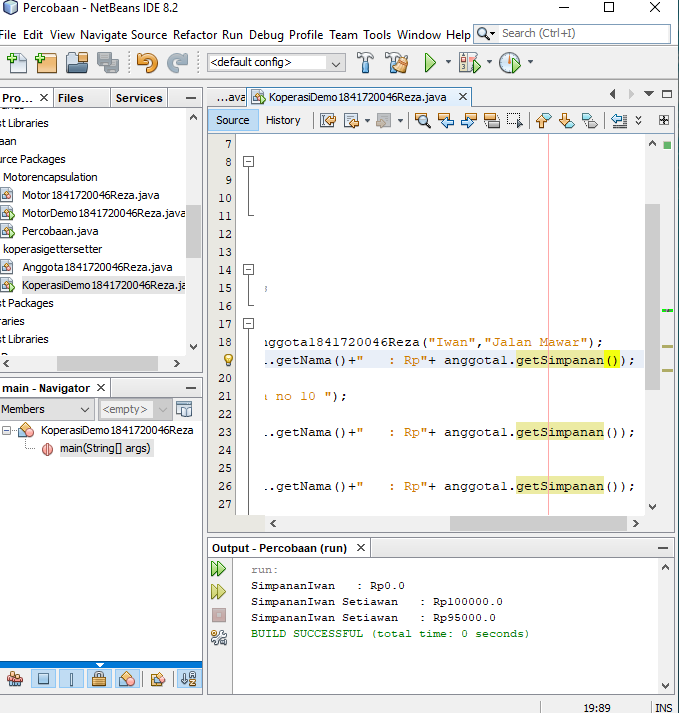 Percobaan - NetBeans IDE 8.2
File Edit View Navigate Source Refactor Run Debug Profile Team Tools Window Help
Search (Ctrl+I)
<default config>
Pro... Files Services
st Libraries
aan
urce Packages
Motorencapsulation
Motor1841720046Reza.java
MotorDemo1841720046Reza.java
Percobaan.java
koperasigettersetter
Anggota1841720046Reza.java
KoperasiDemo1841720046Reza.ja
st Packages
raries
st Libraries
main - Navigator
Members <empty>
KoperasiDemo1841720046Reza
main(String[] args)
...ava KoperasiDemo1841720046Reza.java
Source History
7
8
9
10
11
12
13
14
15
16
17
18 nggota1841720046Reza("Iwan","Jalan Mawar");
..getNama()+"   : Rp"+ anggota1.getSimpanan());
20
21 a no 10 ");
22
23 ..getNama()+"   : Rp"+ anggota1.getSimpanan());
24
25
26 ..getNama()+"   : Rp"+ anggota1.getSimpanan());
27
Output - Percobaan (run)
run:
SimpananIwan   : Rp0.0
SimpananIwan Setiawan   : Rp100000.0
SimpananIwan Setiawan   : Rp95000.0
BUILD SUCCESSFUL (total time: 0 seconds)
19:89 INS